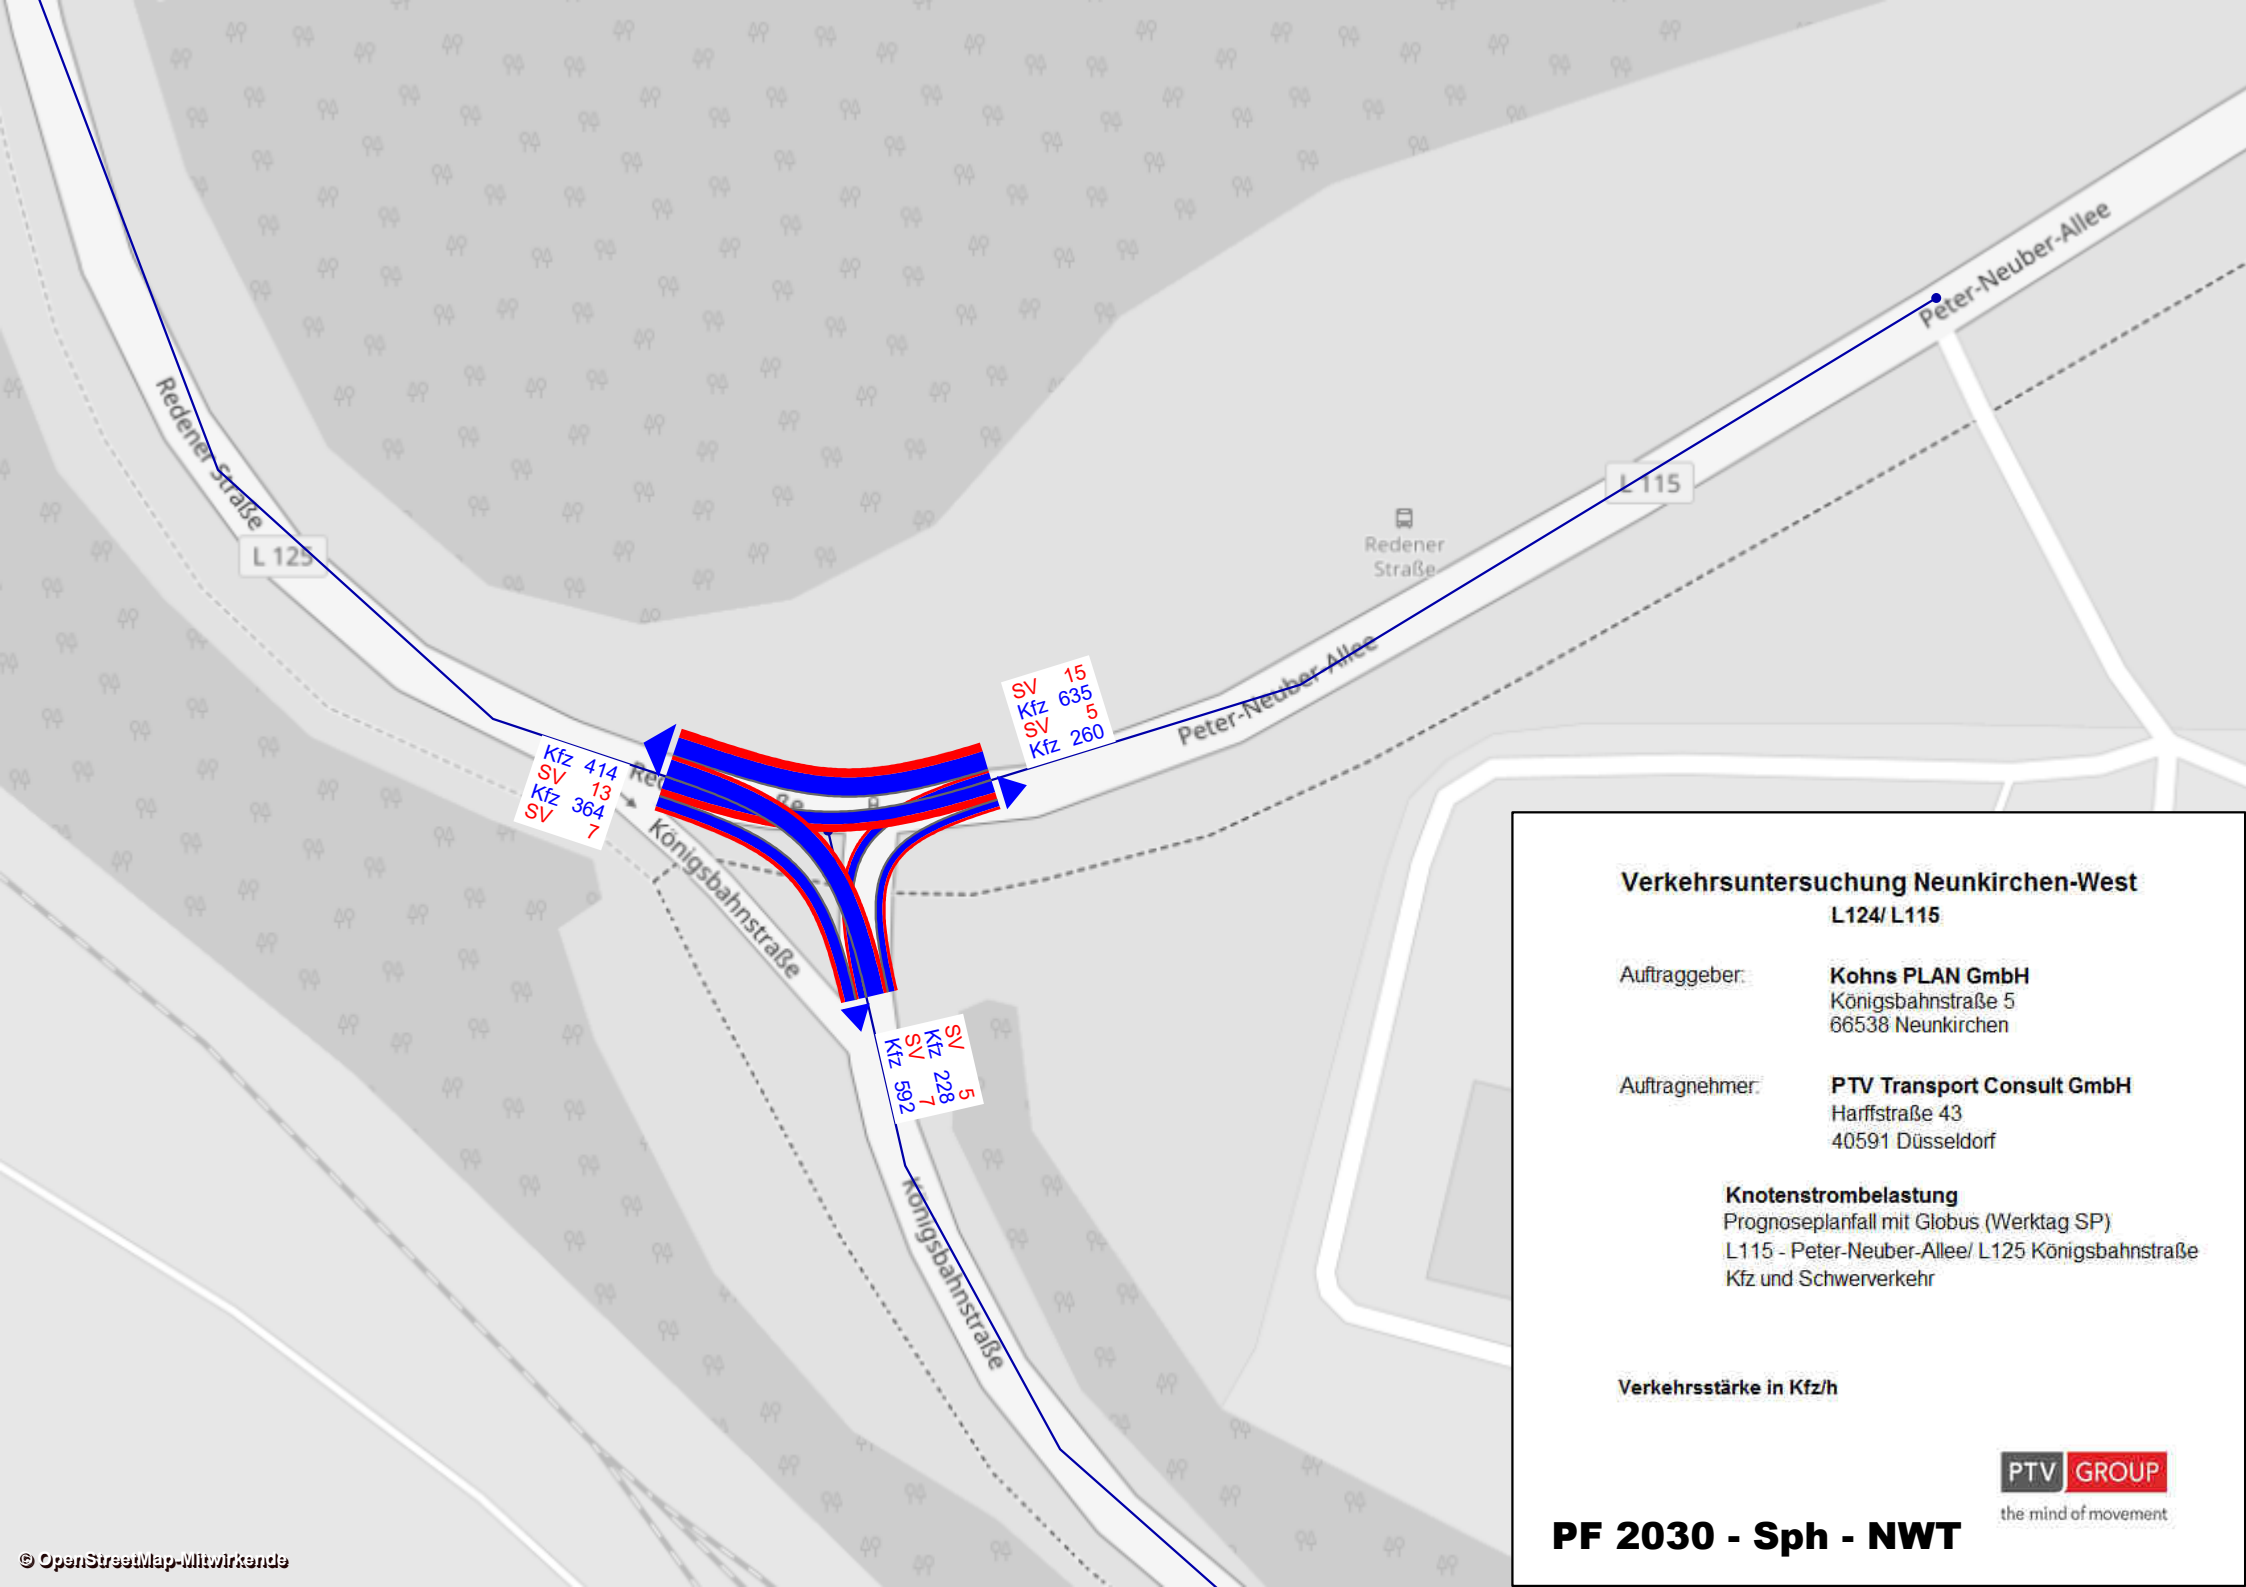 Peter-Neuber-Allee
Redener Straße
L 125
L 115
Redener
Straße
Peter-Neuber-Allee
SV 15
Kfz 635
SV 5
Kfz 260
Kfz 414
SV 13
Kfz 364
SV 7
Königsbahnstraße
SV 5
Kfz 228
SV 7
Kfz 592
Königsbahnstraße
Verkehrsuntersuchung Neunkirchen-West
L124/ L115
Auftraggeber: Kohns PLAN GmbH
Königsbahnstraße 5
66538 Neunkirchen
Auftragnehmer: PTV Transport Consult GmbH
Harffstraße 43
40591 Düsseldorf
Knotenstrombelastung
Prognoseplanfall mit Globus (Werktag SP)
L115 - Peter-Neuber-Allee/ L125 Königsbahnstraße
Kfz und Schwerverkehr
Verkehrsstärke in Kfz/h
PTV GROUP
the mind of movement
PF 2030 - Sph - NWT
© OpenStreetMap-Mitwirkende